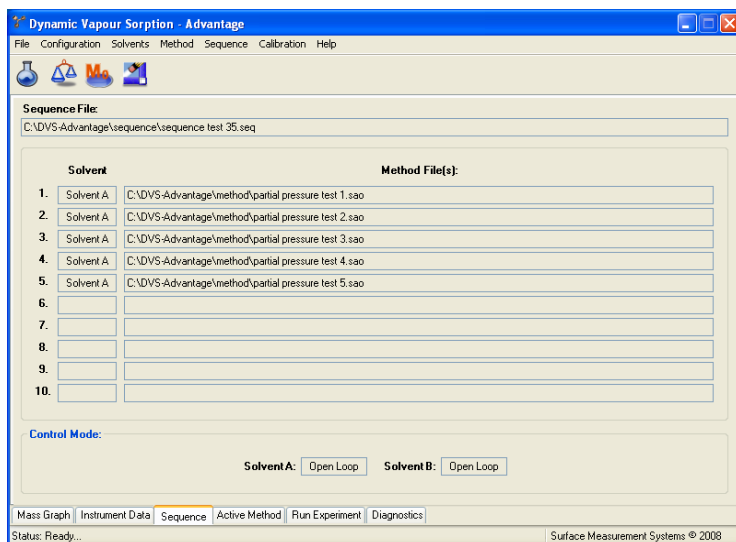 Dynamic Vapour Sorption - Advantage
File Configuration Solvents Method Sequence Calibration Help
Sequence File:
C:\DVS-Advantage\sequence\sequence test 35.seq
Solvent Method File(s):
1. Solvent A C:\DVS-Advantage\method\partial pressure test 1.sao
2. Solvent A C:\DVS-Advantage\method\partial pressure test 2.sao
3. Solvent A C:\DVS-Advantage\method\partial pressure test 3.sao
4. Solvent A C:\DVS-Advantage\method\partial pressure test 4.sao
5. Solvent A C:\DVS-Advantage\method\partial pressure test 5.sao
6.
7.
8.
9.
10.
Control Mode:
Solvent A: Open Loop Solvent B: Open Loop
Mass Graph Instrument Data Sequence Active Method Run Experiment Diagnostics
Status: Ready... Surface Measurement Systems © 2008